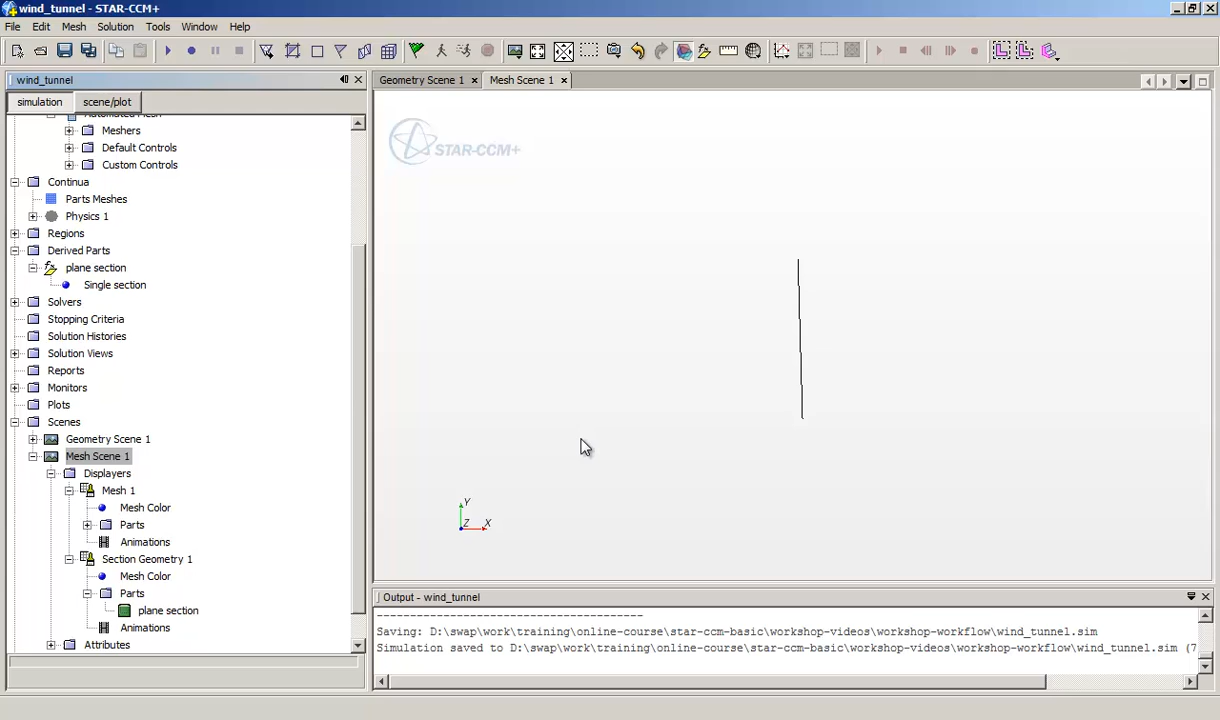 wind_tunnel - STAR-CCM+
File Edit Mesh Solution Tools Window Help
wind_tunnel
Geometry Scene 1 Mesh Scene 1
simulation scene/plot
Automated Mesh
Meshers
Default Controls
Custom Controls
Continua
Parts Meshes
Physics 1
Regions
Derived Parts
plane section
Single section
Solvers
Stopping Criteria
Solution Histories
Solution Views
Reports
Monitors
Plots
Scenes
Geometry Scene 1
Mesh Scene 1
Displayers
Mesh 1
Mesh Color
Parts
Animations
Section Geometry 1
Mesh Color
Parts
plane section
Animations
Attributes
STAR-CCM+
Y
Z X
Output - wind_tunnel
----------------------------------------
Saving: D:\swap\work\training\online-course\star-ccm-basic\workshop-videos\workshop-workflow\wind_tunnel.sim
Simulation saved to D:\swap\work\training\online-course\star-ccm-basic\workshop-videos\workshop-workflow\wind_tunnel.sim (7